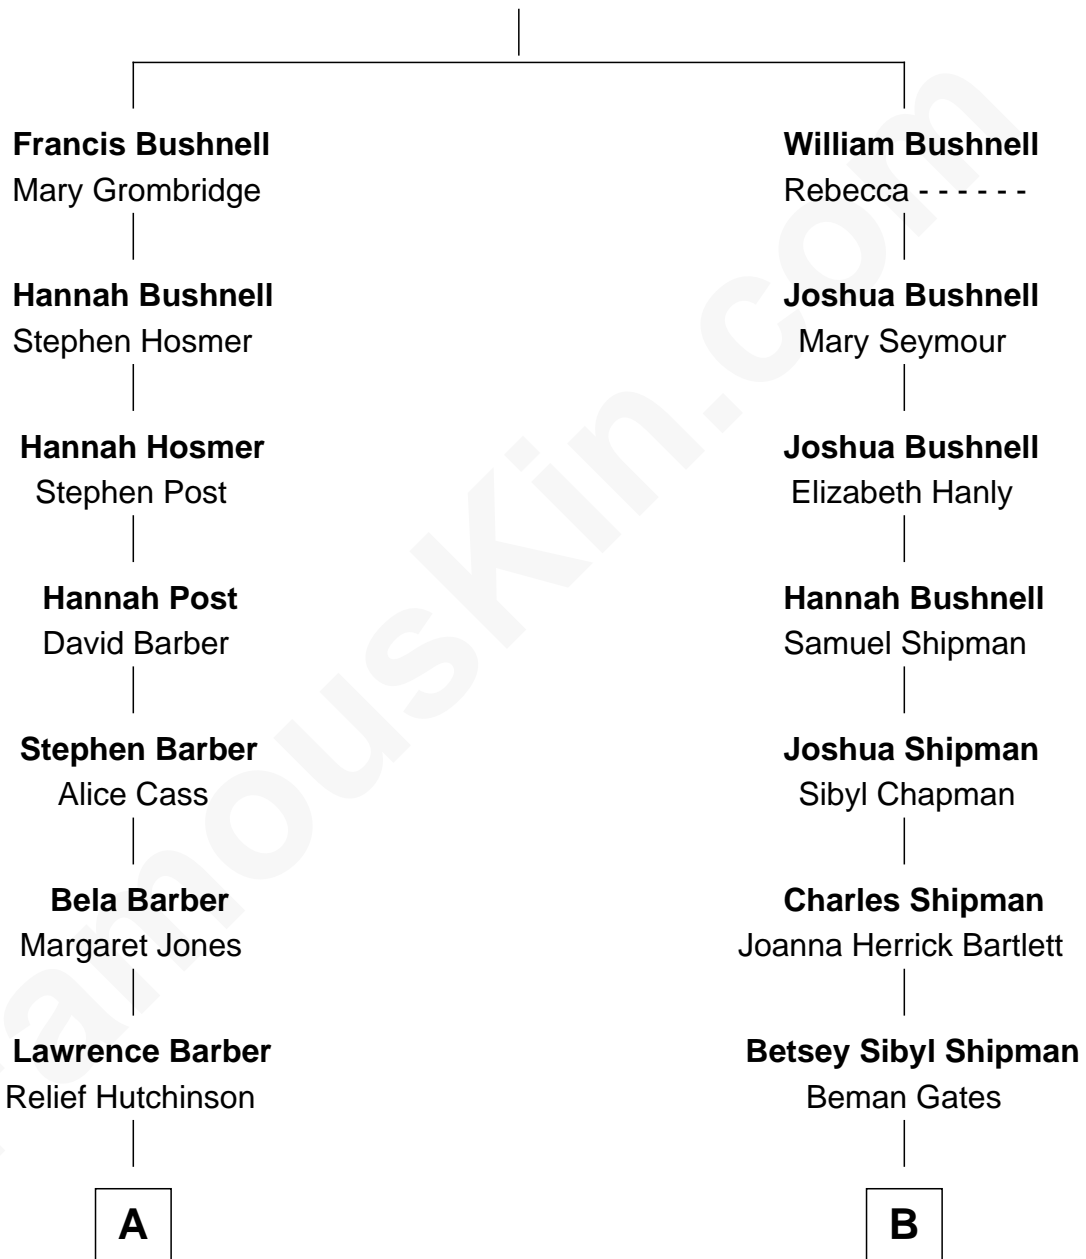 Francis Bushnell
Mary Grombridge
Hannah Bushnell
Stephen Hosmer
Hannah Hosmer
Stephen Post
Hannah Post
David Barber
Stephen Barber
Alice Cass
Bela Barber
Margaret Jones
Lawrence Barber
Relief Hutchinson
A
William Bushnell
Rebecca - - - - - -
Joshua Bushnell
Mary Seymour
Joshua Bushnell
Elizabeth Hanly
Hannah Bushnell
Samuel Shipman
Joshua Shipman
Sibyl Chapman
Charles Shipman
Joanna Herrick Bartlett
Betsey Sibyl Shipman
Beman Gates
B
FamousKin.com